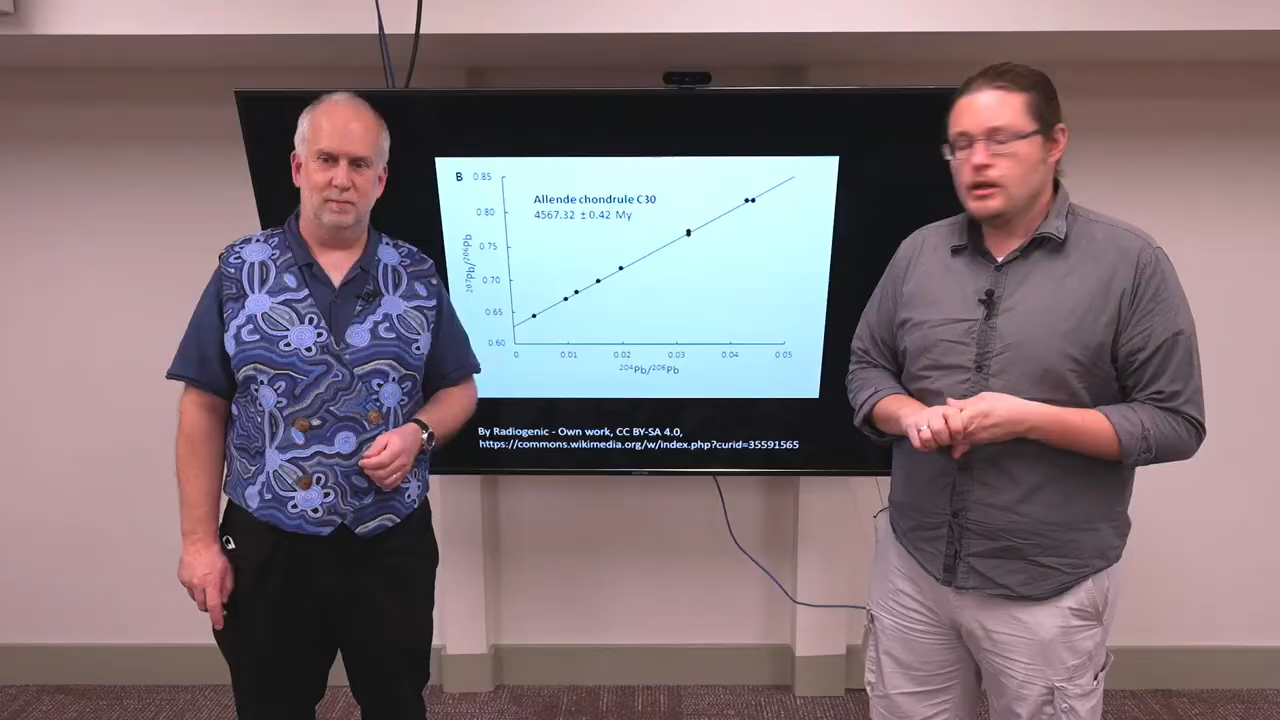 B
0.85
Allende chondrule C30
4567.32 ± 0.42 My
0.80
0.75
0.70
0.65
0.60
²⁰⁷Pb/²⁰⁶Pb
0
0.01
0.02
0.03
0.04
0.05
²⁰⁴Pb/²⁰⁶Pb
By Radiogenic - Own work, CC BY-SA 4.0,
https://commons.wikimedia.org/w/index.php?curid=35591565